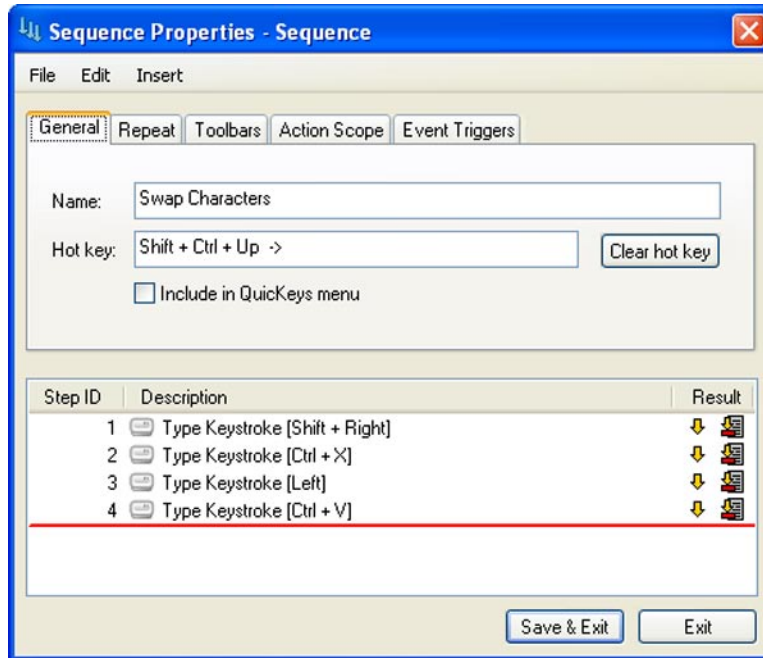 Sequence Properties - Sequence
File Edit Insert
General Repeat Toolbars Action Scope Event Triggers
Name: Swap Characters
Hot key: Shift + Ctrl + Up -> Clear hot key
Include in QuicKeys menu
Step ID Description Result
1 Type Keystroke [Shift + Right]
2 Type Keystroke [Ctrl + X]
3 Type Keystroke [Left]
4 Type Keystroke [Ctrl + V]
Save & Exit Exit